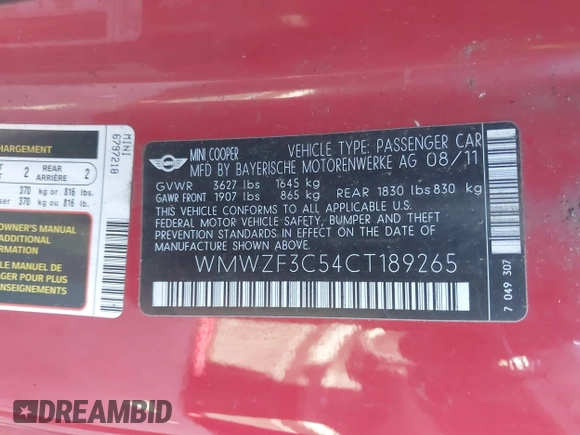 MINI COOPER VEHICLE TYPE: PASSENGER CAR
MFD BY BAYERISCHE MOTORENWERKE AG 08/11
GVWR 3627 lbs 1645 kg
GAWR FRONT 1907 lbs 865 kg REAR 1830 lbs 830 kg
THIS VEHICLE CONFORMS TO ALL APPLICABLE U.S.
FEDERAL MOTOR VEHICLE SAFETY, BUMPER AND THEFT
PREVENTION STANDARDS IN EFFECT ON THE DATE OF
MANUFACTURE SHOWN ABOVE.
WMWZF3C54CT189265
7 049 307
MINI
6797210
CHARGEMENT
2 REAR 2
ARRIÈRE
370 kg or 816 lbs.
ser 370 kg ou 816 lb.
OWNER'S MANUAL
ADDITIONAL
FORMATION
LE MANUEL DE
GER POUR PLUS
SEIGNEMENTS
DREAMBID